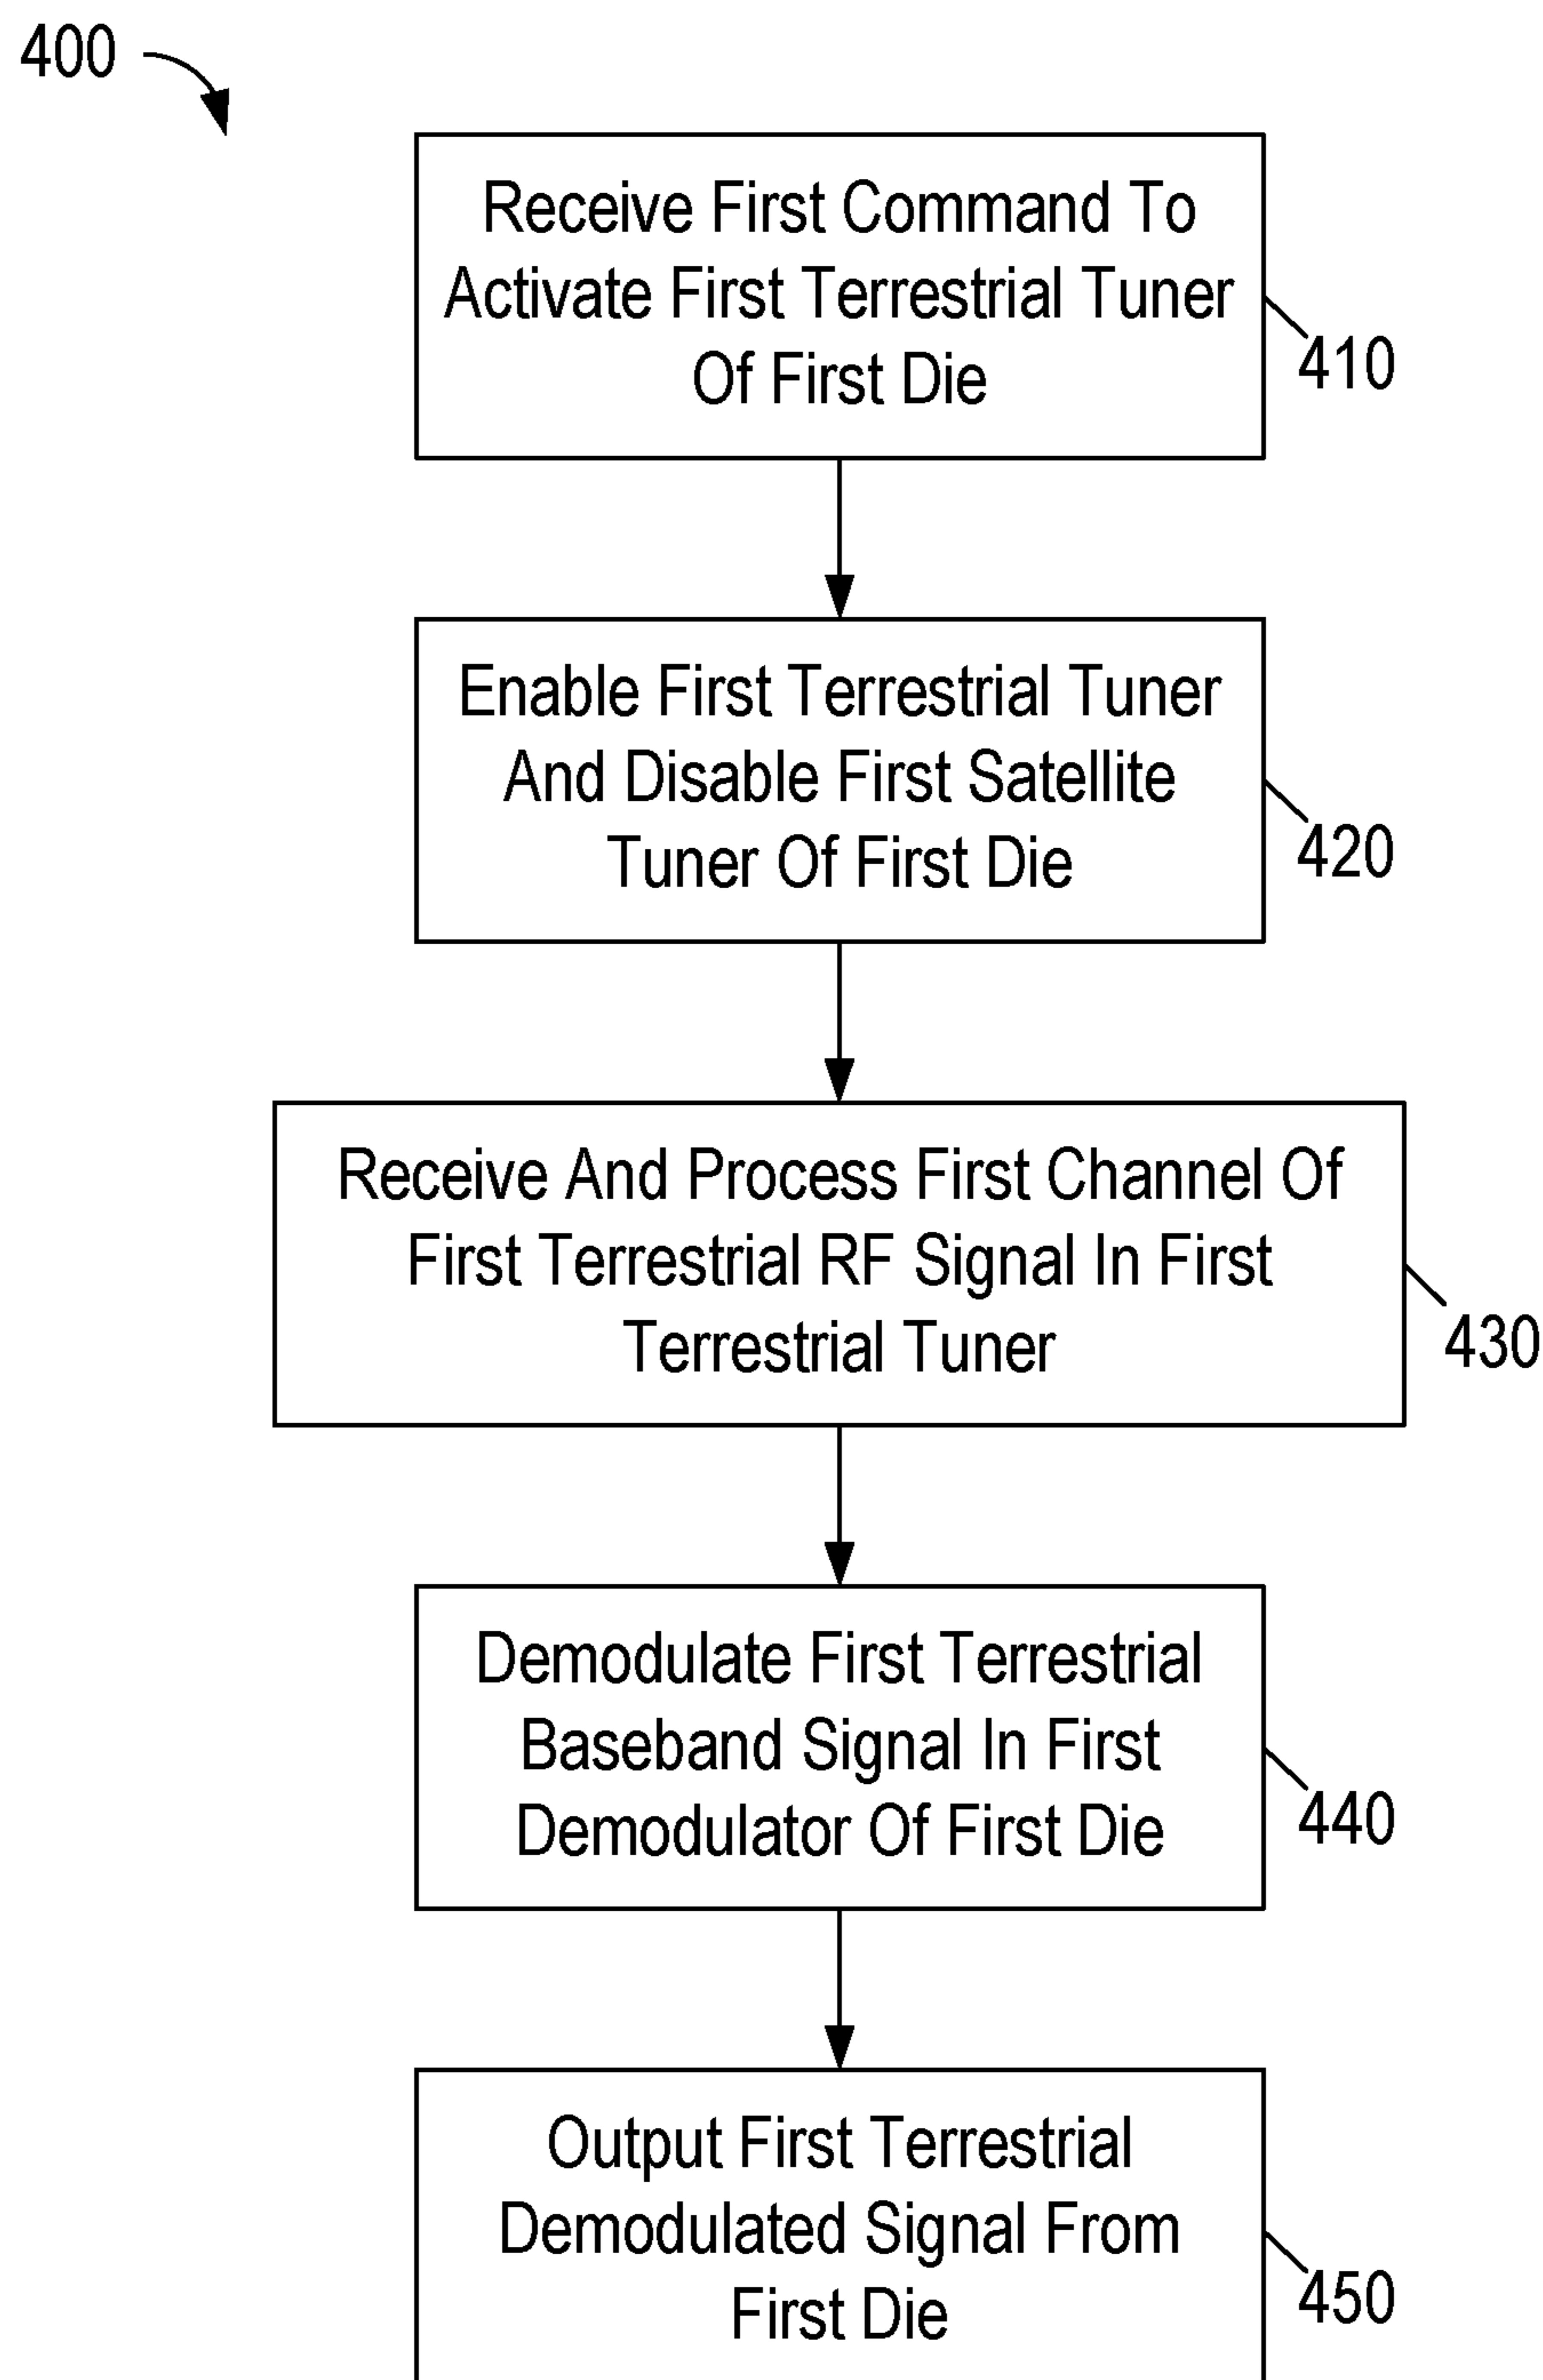 400
Receive First Command To
Activate First Terrestrial Tuner
Of First Die
410
Enable First Terrestrial Tuner
And Disable First Satellite
Tuner Of First Die
420
Receive And Process First Channel Of
First Terrestrial RF Signal In First
Terrestrial Tuner
430
Demodulate First Terrestrial
Baseband Signal In First
Demodulator Of First Die
440
Output First Terrestrial
Demodulated Signal From
First Die
450